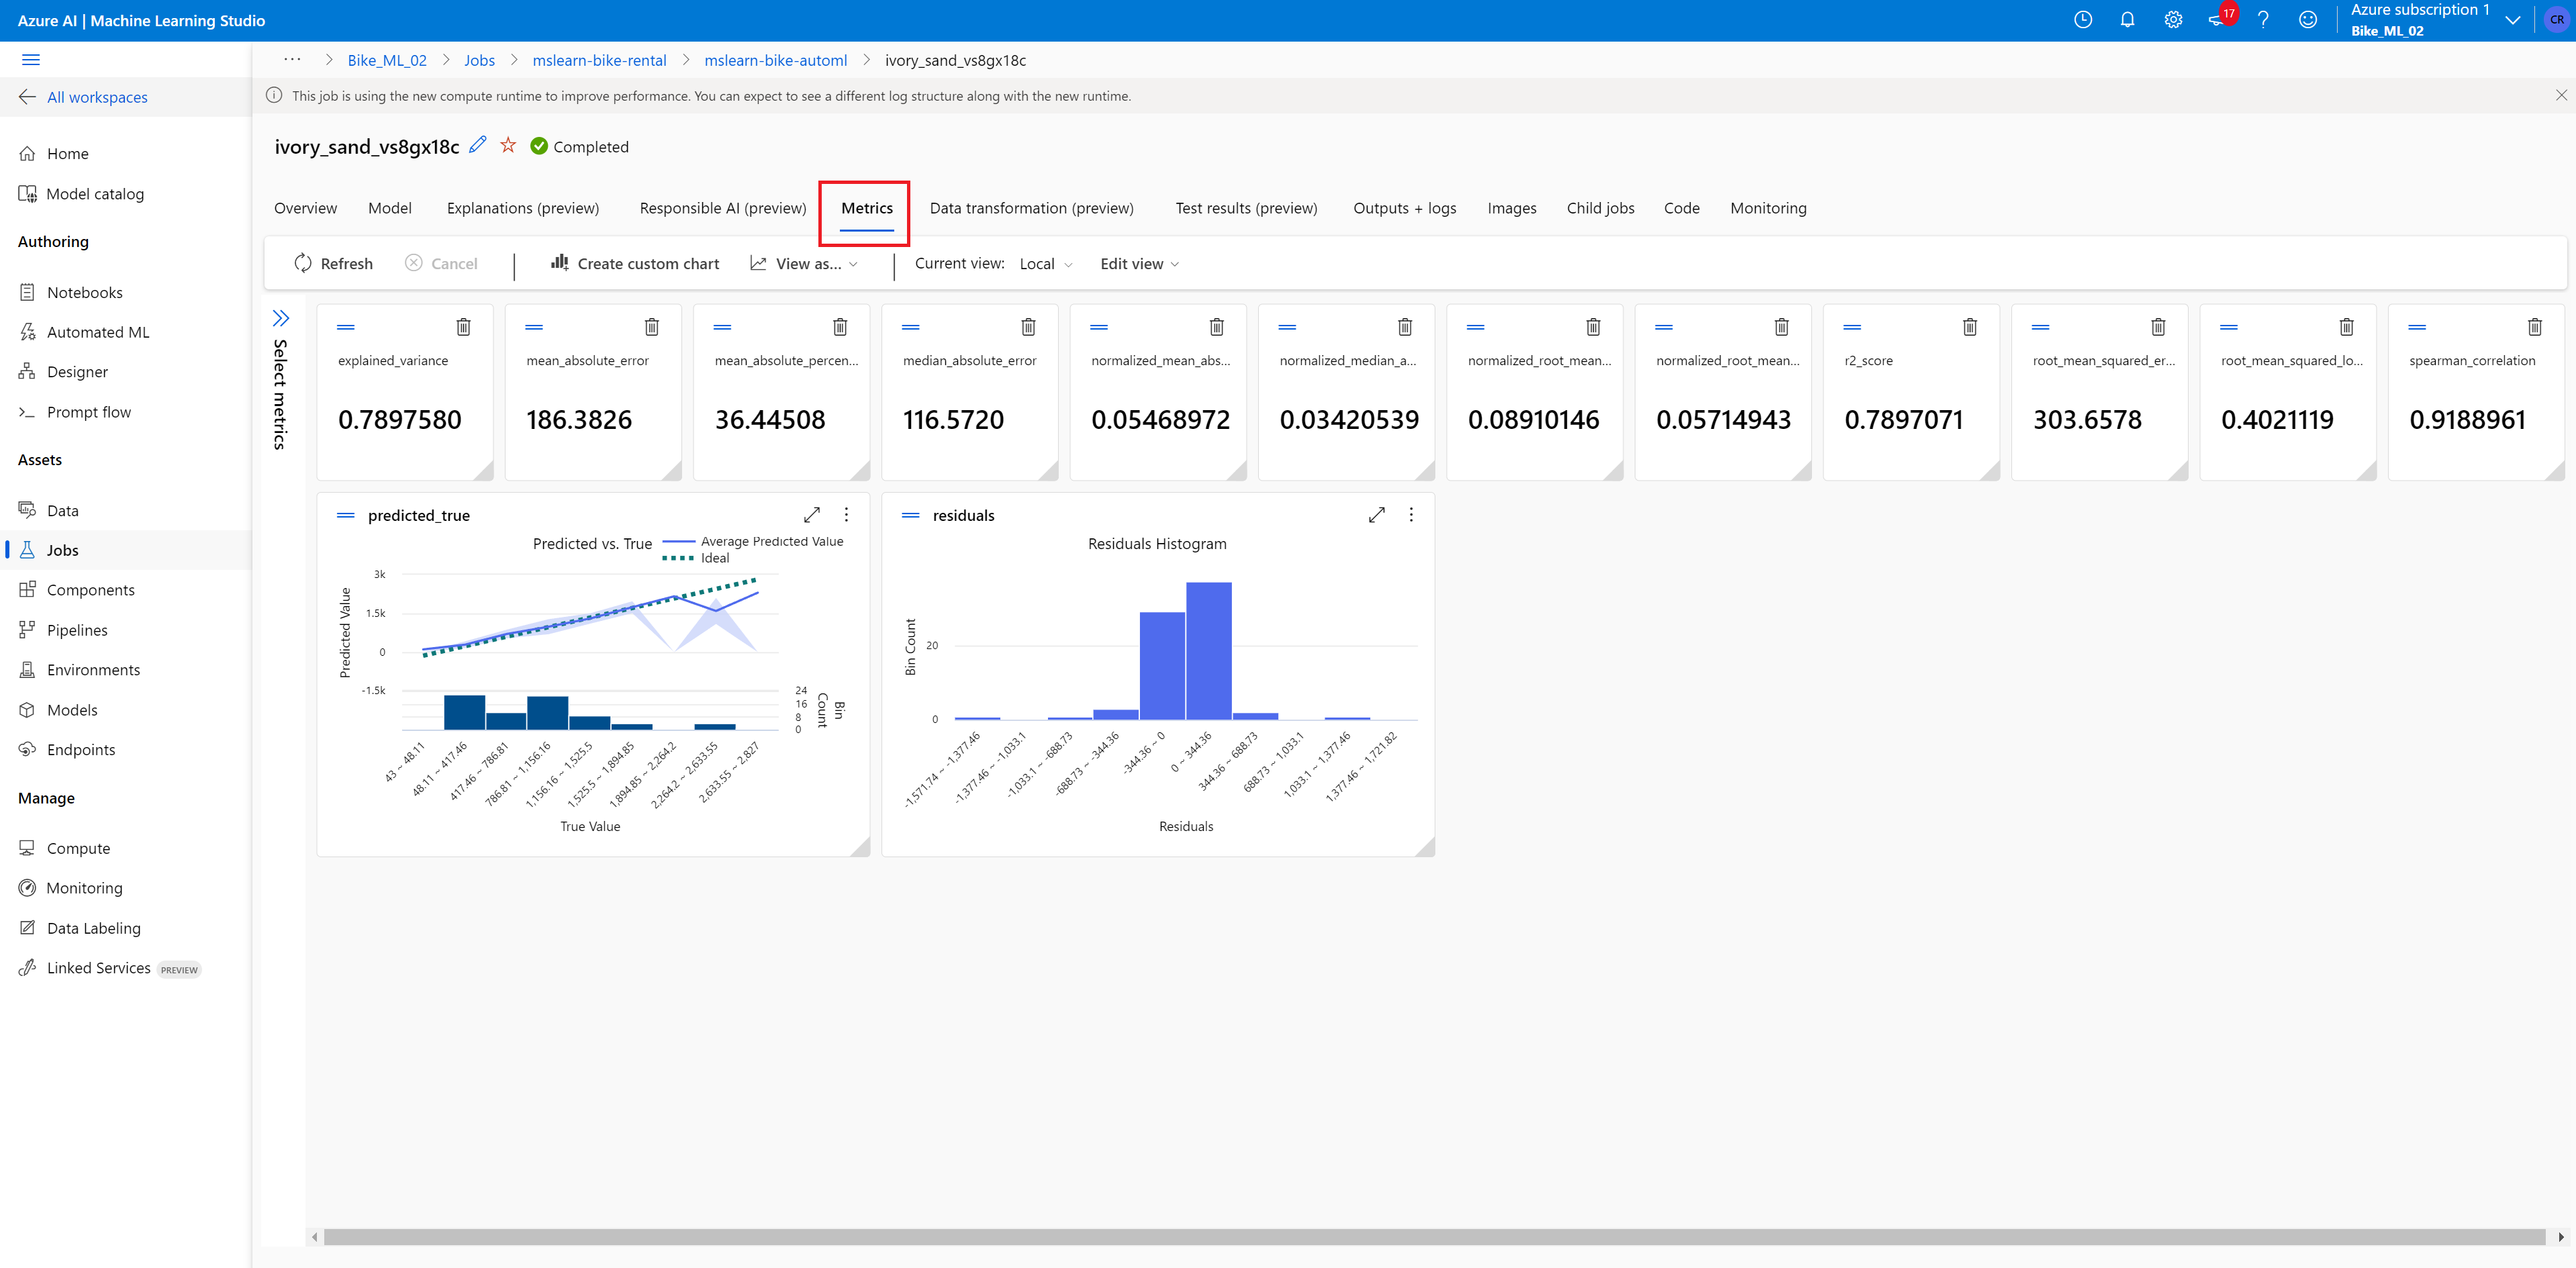 Azure AI | Machine Learning Studio
17
Azure subscription 1
Bike_ML_02
CR
All workspaces
Home
Model catalog
Authoring
Notebooks
Automated ML
Designer
Prompt flow
Assets
Data
Jobs
Components
Pipelines
Environments
Models
Endpoints
Manage
Compute
Monitoring
Data Labeling
Linked Services PREVIEW
... > Bike_ML_02 > Jobs > mslearn-bike-rental > mslearn-bike-automl > ivory_sand_vs8gx18c
This job is using the new compute runtime to improve performance. You can expect to see a different log structure along with the new runtime.
ivory_sand_vs8gx18c Completed
Overview Model Explanations (preview) Responsible AI (preview) Metrics Data transformation (preview) Test results (preview) Outputs + logs Images Child jobs Code Monitoring
Refresh Cancel | Create custom chart View as... | Current view: Local Edit view
Select metrics
explained_variance
0.7897580
mean_absolute_error
186.3826
mean_absolute_percen...
36.44508
median_absolute_error
116.5720
normalized_mean_abs...
0.05468972
normalized_median_a...
0.03420539
normalized_root_mean...
0.08910146
normalized_root_mean...
0.05714943
r2_score
0.7897071
root_mean_squared_er...
303.6578
root_mean_squared_lo...
0.4021119
spearman_correlation
0.9188961
predicted_true
Predicted vs. True
Average Predicted Value
Ideal
Predicted Value
3k
1.5k
0
-1.5k
24
16
8
0
Bin
Count
43 ~ 48.11
48.11 ~ 417.46
417.46 ~ 786.81
786.81 ~ 1,156.16
1,156.16 ~ 1,525.5
1,525.5 ~ 1,894.85
1,894.85 ~ 2,264.2
2,264.2 ~ 2,633.55
2,633.55 ~ 2,827
True Value
residuals
Residuals Histogram
Bin Count
20
0
-1,571.74 ~ -1,377.46
-1,377.46 ~ -1,033.1
-1,033.1 ~ -688.73
-688.73 ~ -344.36
-344.36 ~ 0
0 ~ 344.36
344.36 ~ 688.73
688.73 ~ 1,033.1
1,033.1 ~ 1,377.46
1,377.46 ~ 1,721.82
Residuals